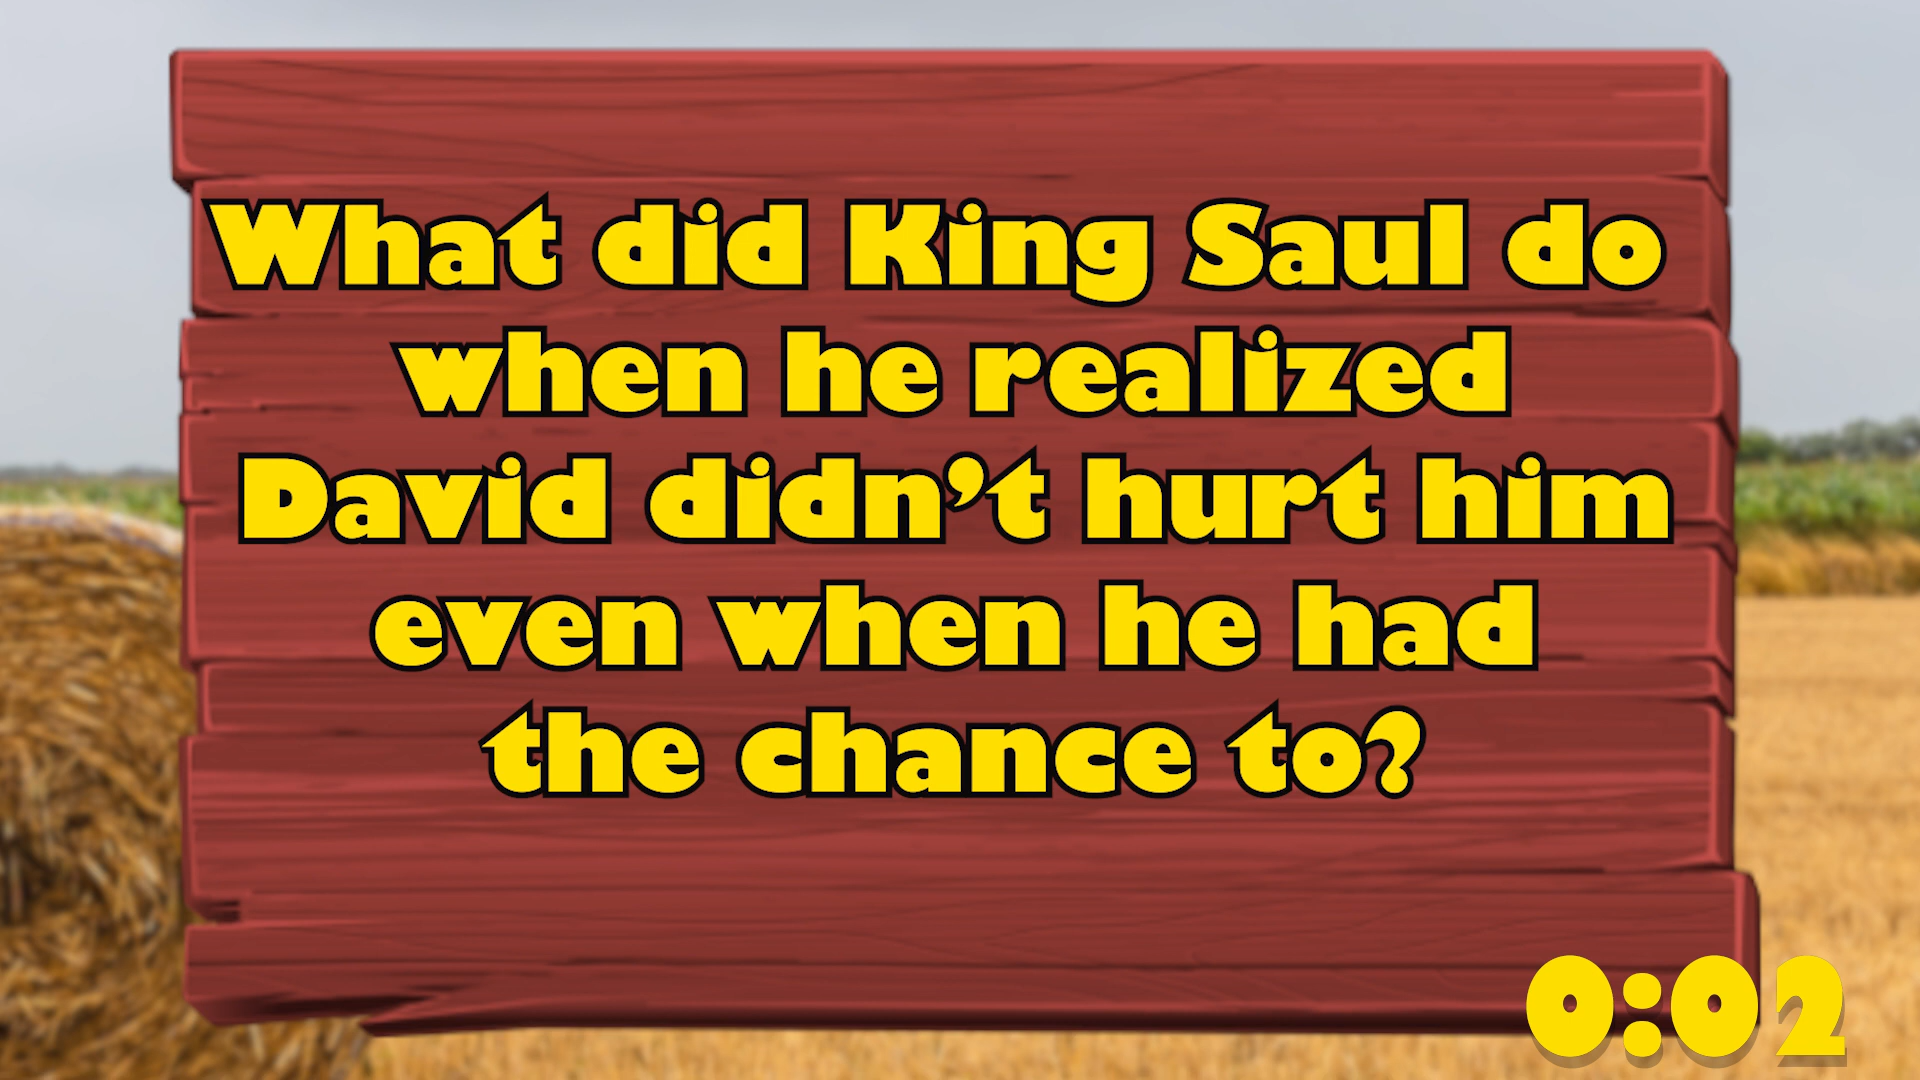 What did King Saul do
when he realized
David didn’t hurt him
even when he had
the chance to?
0:02